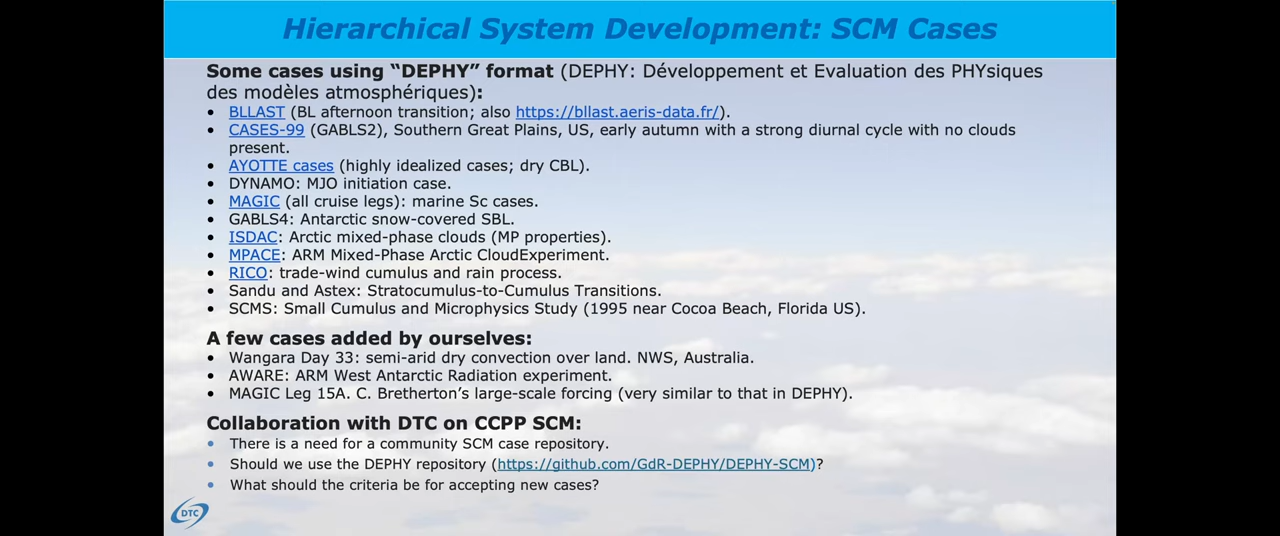 Hierarchical System Development: SCM Cases
Some cases using “DEPHY” format (DEPHY: Développement et Evaluation des PHYsiques
des modèles atmosphériques):
• BLLAST (BL afternoon transition; also https://bllast.aeris-data.fr/).
• CASES-99 (GABLS2), Southern Great Plains, US, early autumn with a strong diurnal cycle with no clouds
present.
• AYOTTE cases (highly idealized cases; dry CBL).
• DYNAMO: MJO initiation case.
• MAGIC (all cruise legs): marine Sc cases.
• GABLS4: Antarctic snow-covered SBL.
• ISDAC: Arctic mixed-phase clouds (MP properties).
• MPACE: ARM Mixed-Phase Arctic CloudExperiment.
• RICO: trade-wind cumulus and rain process.
• Sandu and Astex: Stratocumulus-to-Cumulus Transitions.
• SCMS: Small Cumulus and Microphysics Study (1995 near Cocoa Beach, Florida US).
A few cases added by ourselves:
• Wangara Day 33: semi-arid dry convection over land. NWS, Australia.
• AWARE: ARM West Antarctic Radiation experiment.
• MAGIC Leg 15A. C. Bretherton’s large-scale forcing (very similar to that in DEPHY).
Collaboration with DTC on CCPP SCM:
• There is a need for a community SCM case repository.
• Should we use the DEPHY repository (https://github.com/GdR-DEPHY/DEPHY-SCM)?
• What should the criteria be for accepting new cases?
DTC